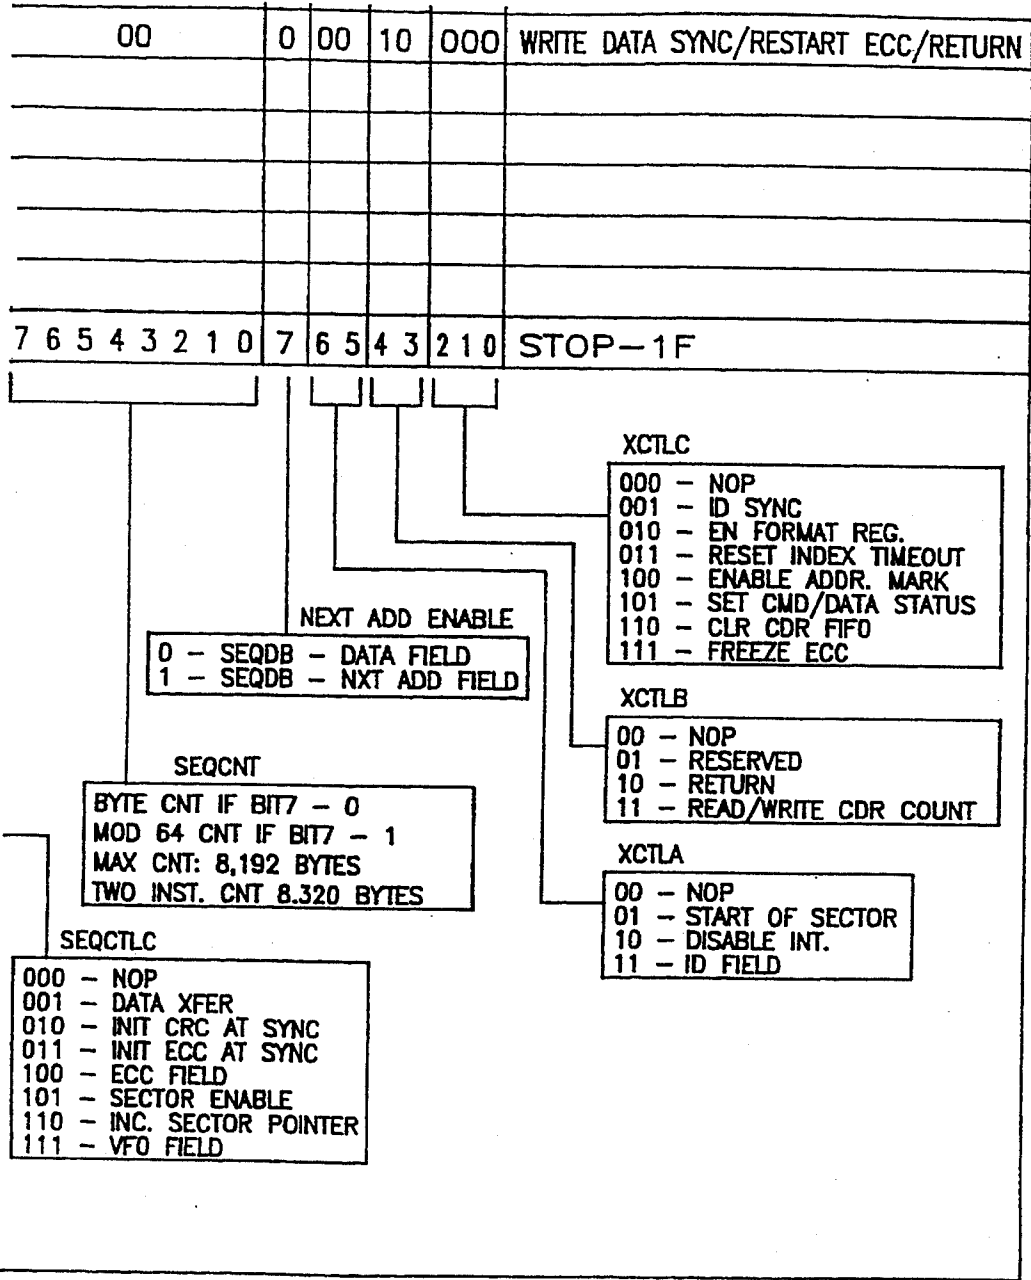 00 0 00 10 000 WRITE DATA SYNC/RESTART ECC/RETURN
7 6 5 4 3 2 1 0 7 6 5 4 3 2 1 0 STOP-1F
XCTLC
000 - NOP
001 - ID SYNC
010 - EN FORMAT REG.
011 - RESET INDEX TIMEOUT
100 - ENABLE ADDR. MARK
101 - SET CMD/DATA STATUS
110 - CLR CDR FIFO
111 - FREEZE ECC
NEXT ADD ENABLE
0 - SEQDB - DATA FIELD
1 - SEQDB - NXT ADD FIELD
XCTLB
00 - NOP
01 - RESERVED
10 - RETURN
11 - READ/WRITE CDR COUNT
SEQCNT
BYTE CNT IF BIT7 - 0
MOD 64 CNT IF BIT7 - 1
MAX CNT: 8,192 BYTES
TWO INST. CNT 8.320 BYTES
XCTLA
00 - NOP
01 - START OF SECTOR
10 - DISABLE INT.
11 - ID FIELD
SEQCTLC
000 - NOP
001 - DATA XFER
010 - INIT CRC AT SYNC
011 - INIT ECC AT SYNC
100 - ECC FIELD
101 - SECTOR ENABLE
110 - INC. SECTOR POINTER
111 - VFO FIELD